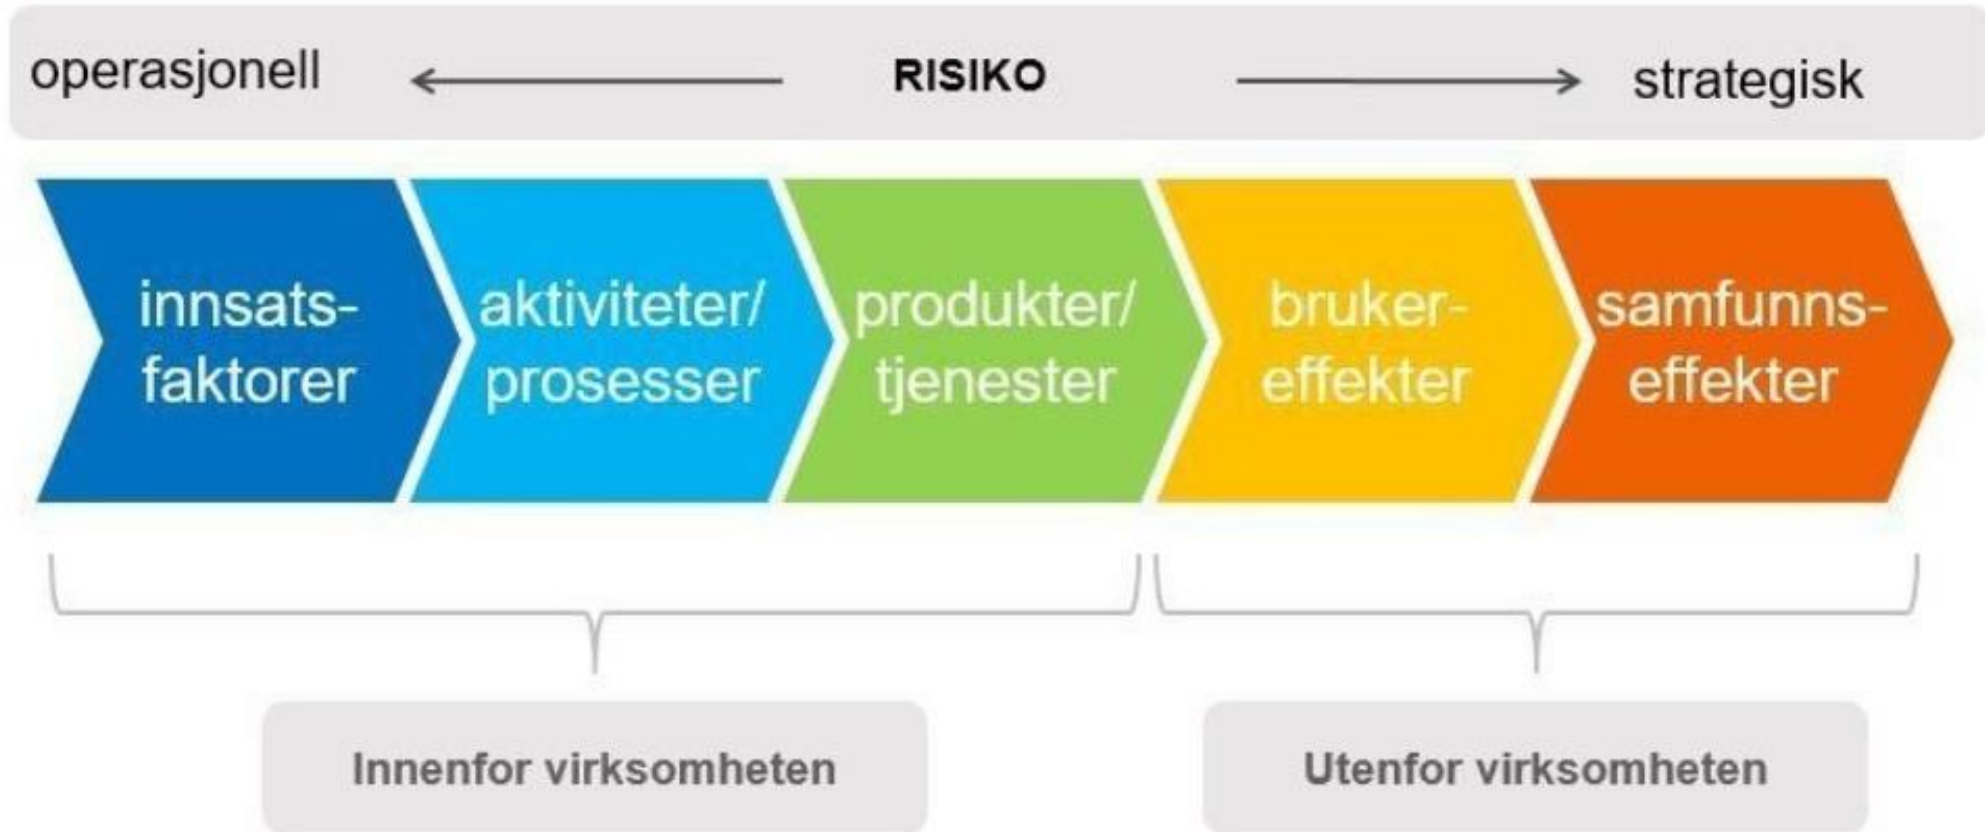 operasjonell RISIKO strategisk
innsats-
faktorer
aktiviteter/
prosesser
produkter/
tjenester
bruker-
effekter
samfunns-
effekter
Innenfor virksomheten
Utenfor virksomheten